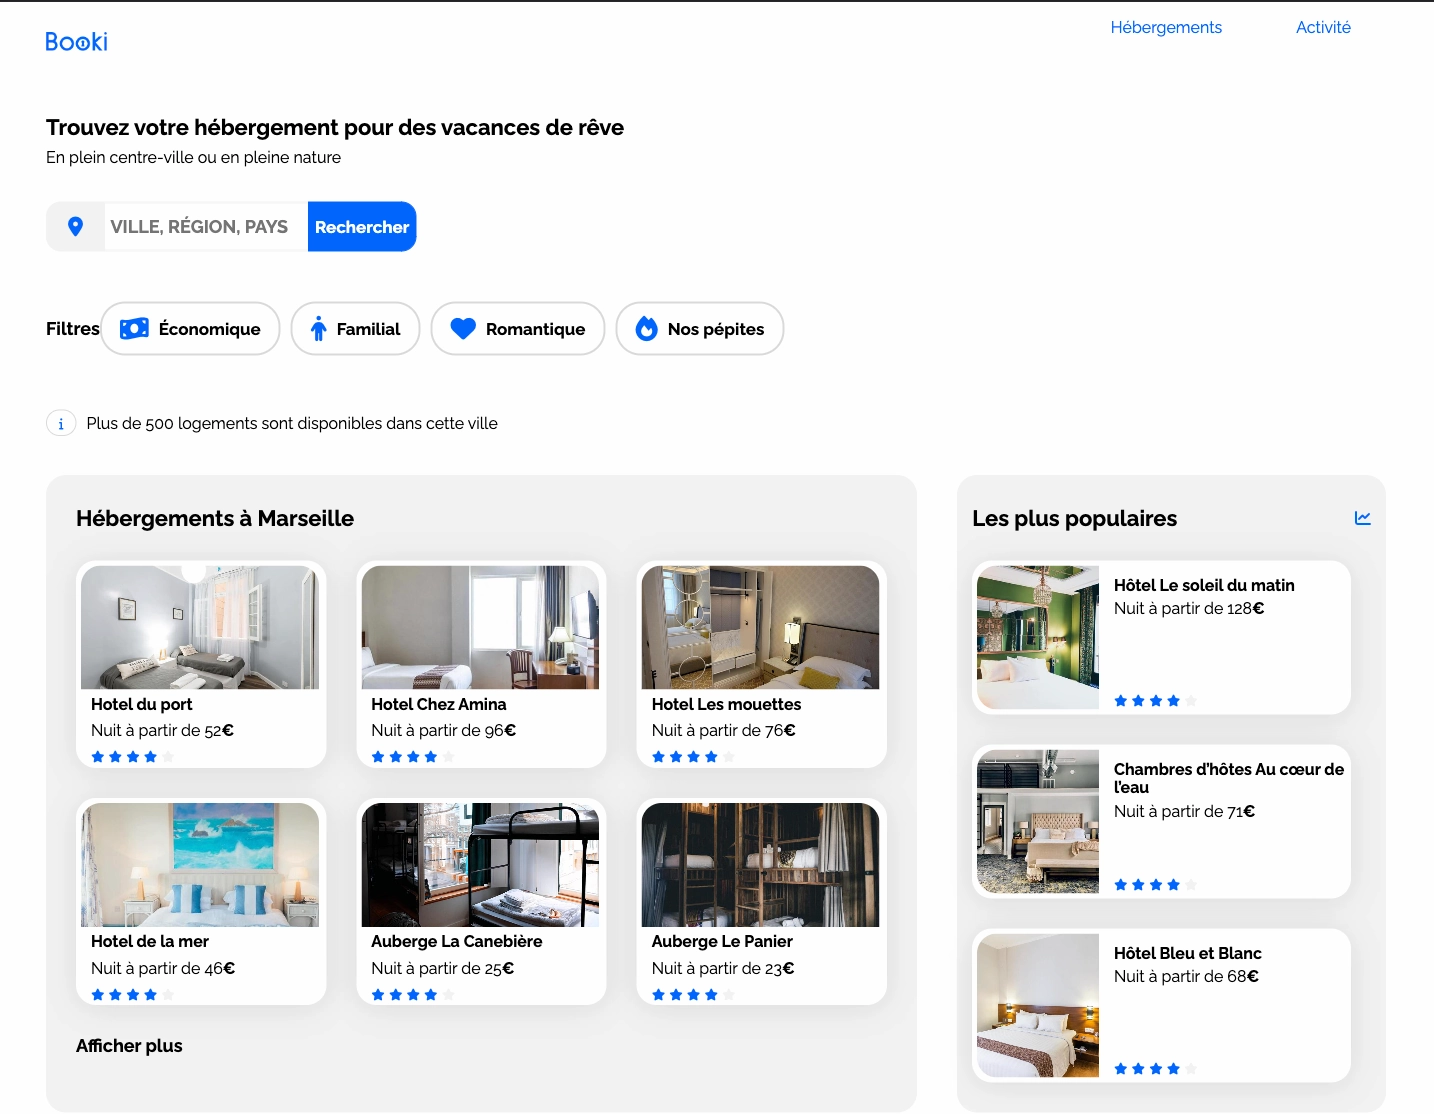 Booki
Hébergements
Activité
Trouvez votre hébergement pour des vacances de rêve
En plein centre-ville ou en pleine nature
VILLE, RÉGION, PAYS
Rechercher
Filtres
Économique
Familial
Romantique
Nos pépites
Plus de 500 logements sont disponibles dans cette ville
Hébergements à Marseille
Hotel du port
Nuit à partir de 52€
Hotel Chez Amina
Nuit à partir de 96€
Hotel Les mouettes
Nuit à partir de 76€
Hotel de la mer
Nuit à partir de 46€
Auberge La Canebière
Nuit à partir de 25€
Auberge Le Panier
Nuit à partir de 23€
Afficher plus
Les plus populaires
Hôtel Le soleil du matin
Nuit à partir de 128€
Chambres d’hôtes Au cœur de
l’eau
Nuit à partir de 71€
Hôtel Bleu et Blanc
Nuit à partir de 68€